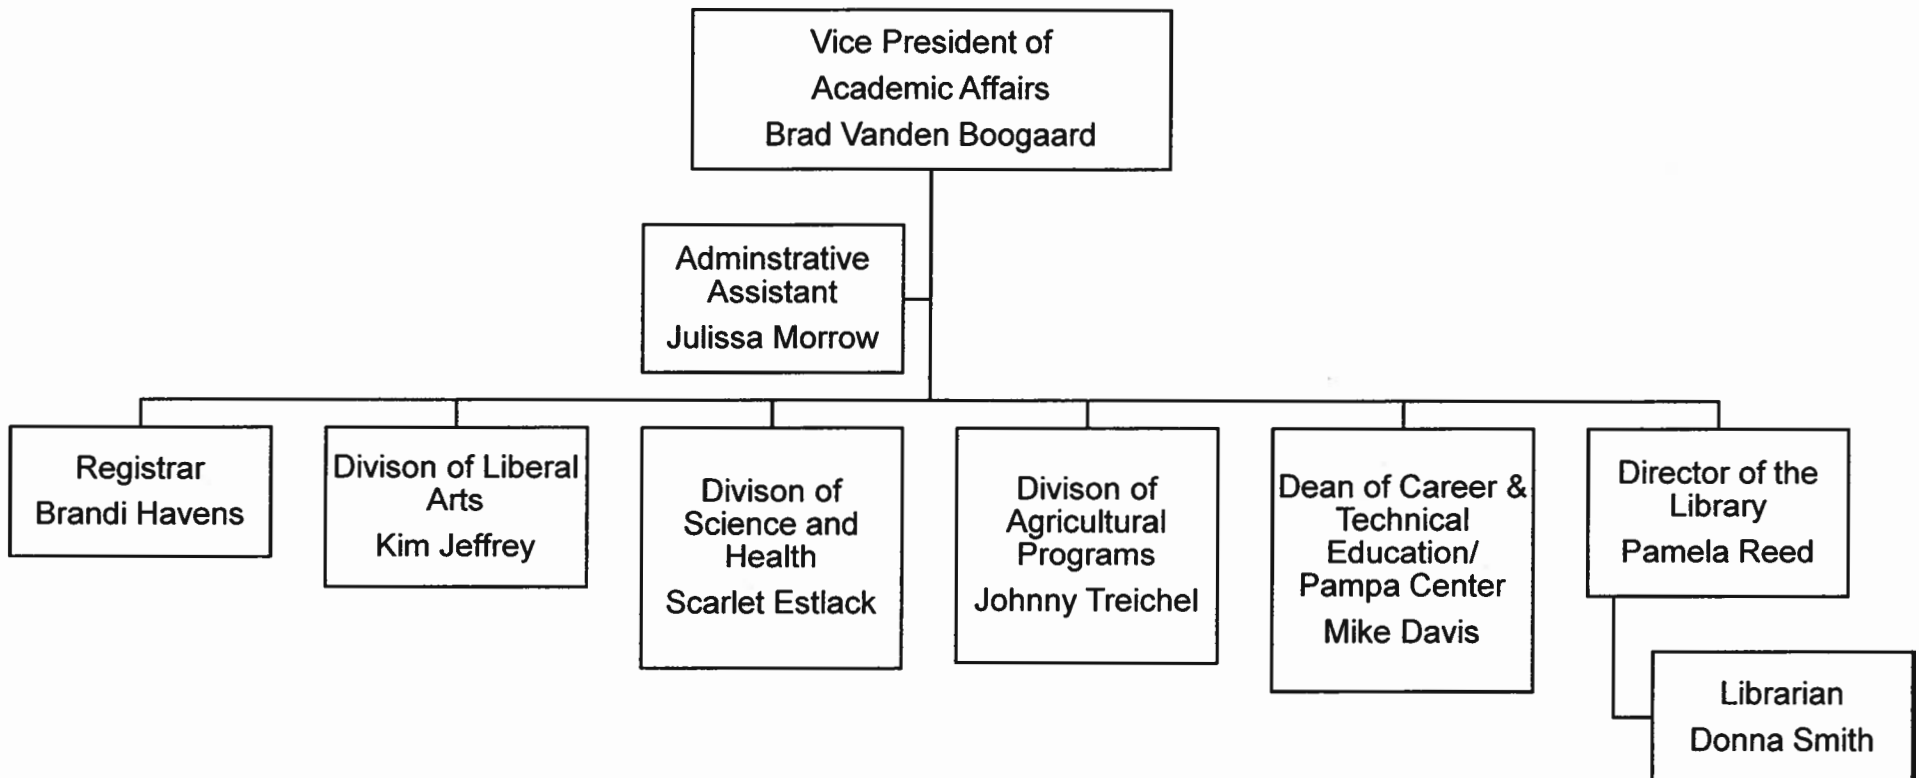 Vice President of
Academic Affairs
Brad Vanden Boogaard
Adminstrative
Assistant
Julissa Morrow
Registrar
Brandi Havens
Divison of Liberal
Arts
Kim Jeffrey
Divison of
Science and
Health
Scarlet Estlack
Divison of
Agricultural
Programs
Johnny Treichel
Dean of Career &
Technical
Education/
Pampa Center
Mike Davis
Director of the
Library
Pamela Reed
Librarian
Donna Smith